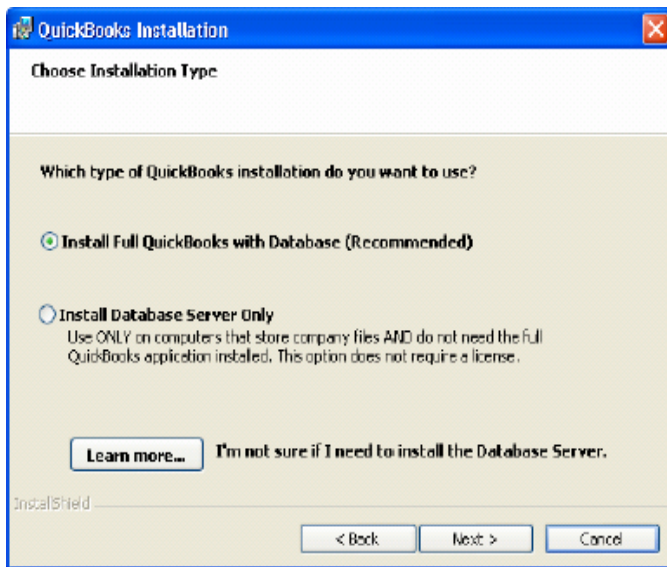 QuickBooks Installation
Choose Installation Type
Which type of QuickBooks installation do you want to use?
Install Full QuickBooks with Database (Recommended)
Install Database Server Only
Use ONLY on computers that store company files AND do not need the full
QuickBooks application installed. This option does not require a license.
Learn more... I'm not sure if I need to install the Database Server.
InstallShield
< Back Next > Cancel